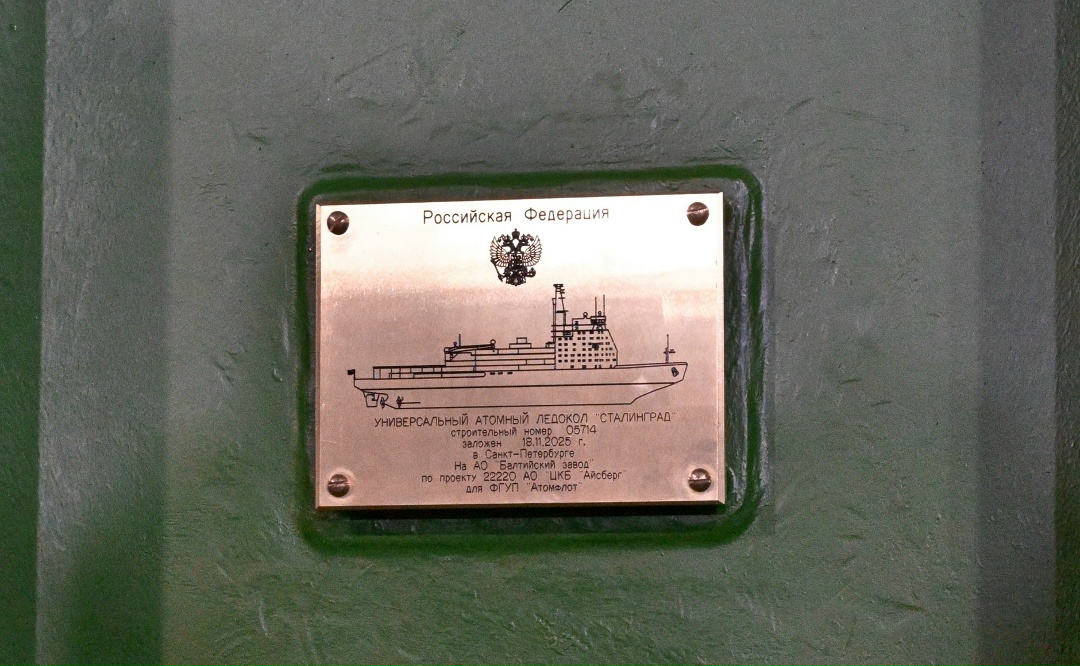 Российская Федерация
УНИВЕРСАЛЬНЫЙ АТОМНЫЙ ЛЕДОКОЛ "СТАЛИНГРАД"
строительный номер 05714
заложен 18.11.2025 г.
в Санкт-Петербурге
На АО "Балтийский завод"
по проекту 22220 АО "ЦКБ "Айсберг"
для ФГУП "Атомфлот"